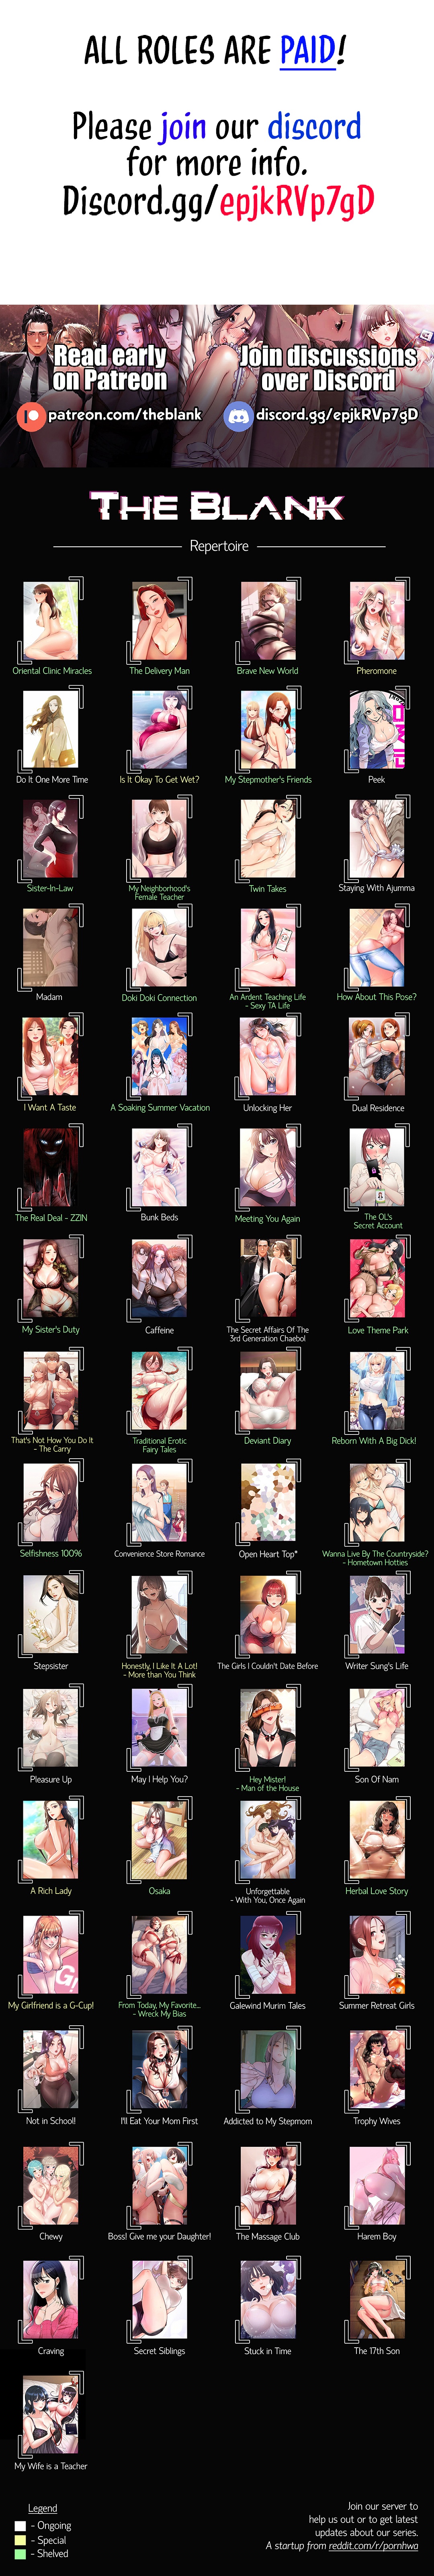 ALL ROLES ARE PAID!
Please join our discord
for more info.
Discord.gg/epjkRVp7gD
Read early
on Patreon
patreon.com/theblank
Join discussions
over Discord
discord.gg/epjkRVp7gD
THE BLANK
Repertoire
Oriental Clinic Miracles
The Delivery Man
Brave New World
Pheromone
Do It One More Time
Is It Okay To Get Wet?
My Stepmother's Friends
Peek
Sister-In-Law
My Neighborhood's
Female Teacher
Twin Takes
Staying With Ajumma
Madam
Doki Doki Connection
An Ardent Teaching Life
- Sexy TA Life
How About This Pose?
I Want A Taste
A Soaking Summer Vacation
Unlocking Her
Dual Residence
The Real Deal - ZZIN
Bunk Beds
Meeting You Again
The OL's
Secret Account
My Sister's Duty
Caffeine
The Secret Affairs Of The
3rd Generation Chaebol
Love Theme Park
That's Not How You Do It
- The Carry
Traditional Erotic
Fairy Tales
Deviant Diary
Reborn With A Big Dick!
Selfishness 100%
Convenience Store Romance
Open Heart Top*
Wanna Live By The Countryside?
- Hometown Hotties
Stepsister
Honestly, I Like It A Lot!
- More than You Think
The Girls I Couldn't Date Before
Writer Sung's Life
Pleasure Up
May I Help You?
Hey Mister!
- Man of the House
Son Of Nam
A Rich Lady
Osaka
Unforgettable
- With You, Once Again
Herbal Love Story
My Girlfriend is a G-Cup!
From Today, My Favorite...
- Wreck My Bias
Galewind Murim Tales
Summer Retreat Girls
Not in School!
I'll Eat Your Mom First
Addicted to My Stepmom
Trophy Wives
Chewy
Boss! Give me your Daughter!
The Massage Club
Harem Boy
Craving
Secret Siblings
Stuck in Time
The 17th Son
My Wife is a Teacher
Legend
- Ongoing
- Special
- Shelved
Join our server to
help us out or to get latest
updates about our series.
A startup from reddit.com/r/pornhwa